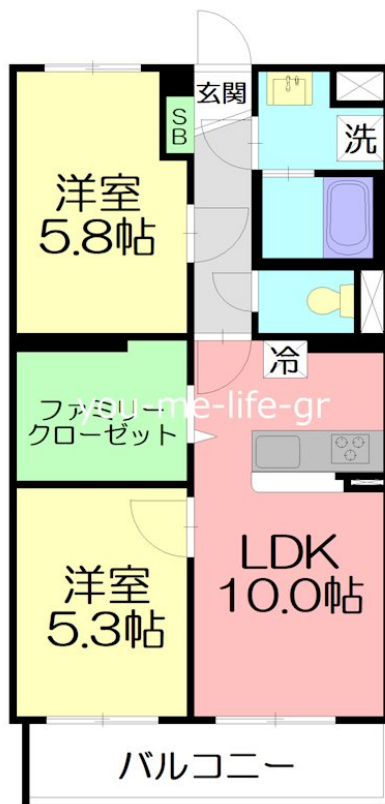 玄関
SB
洗
洋室
5.8帖
冷
ファミリー
クローゼット
you-me-life-gr
LDK
10.0帖
洋室
5.3帖
バルコニー